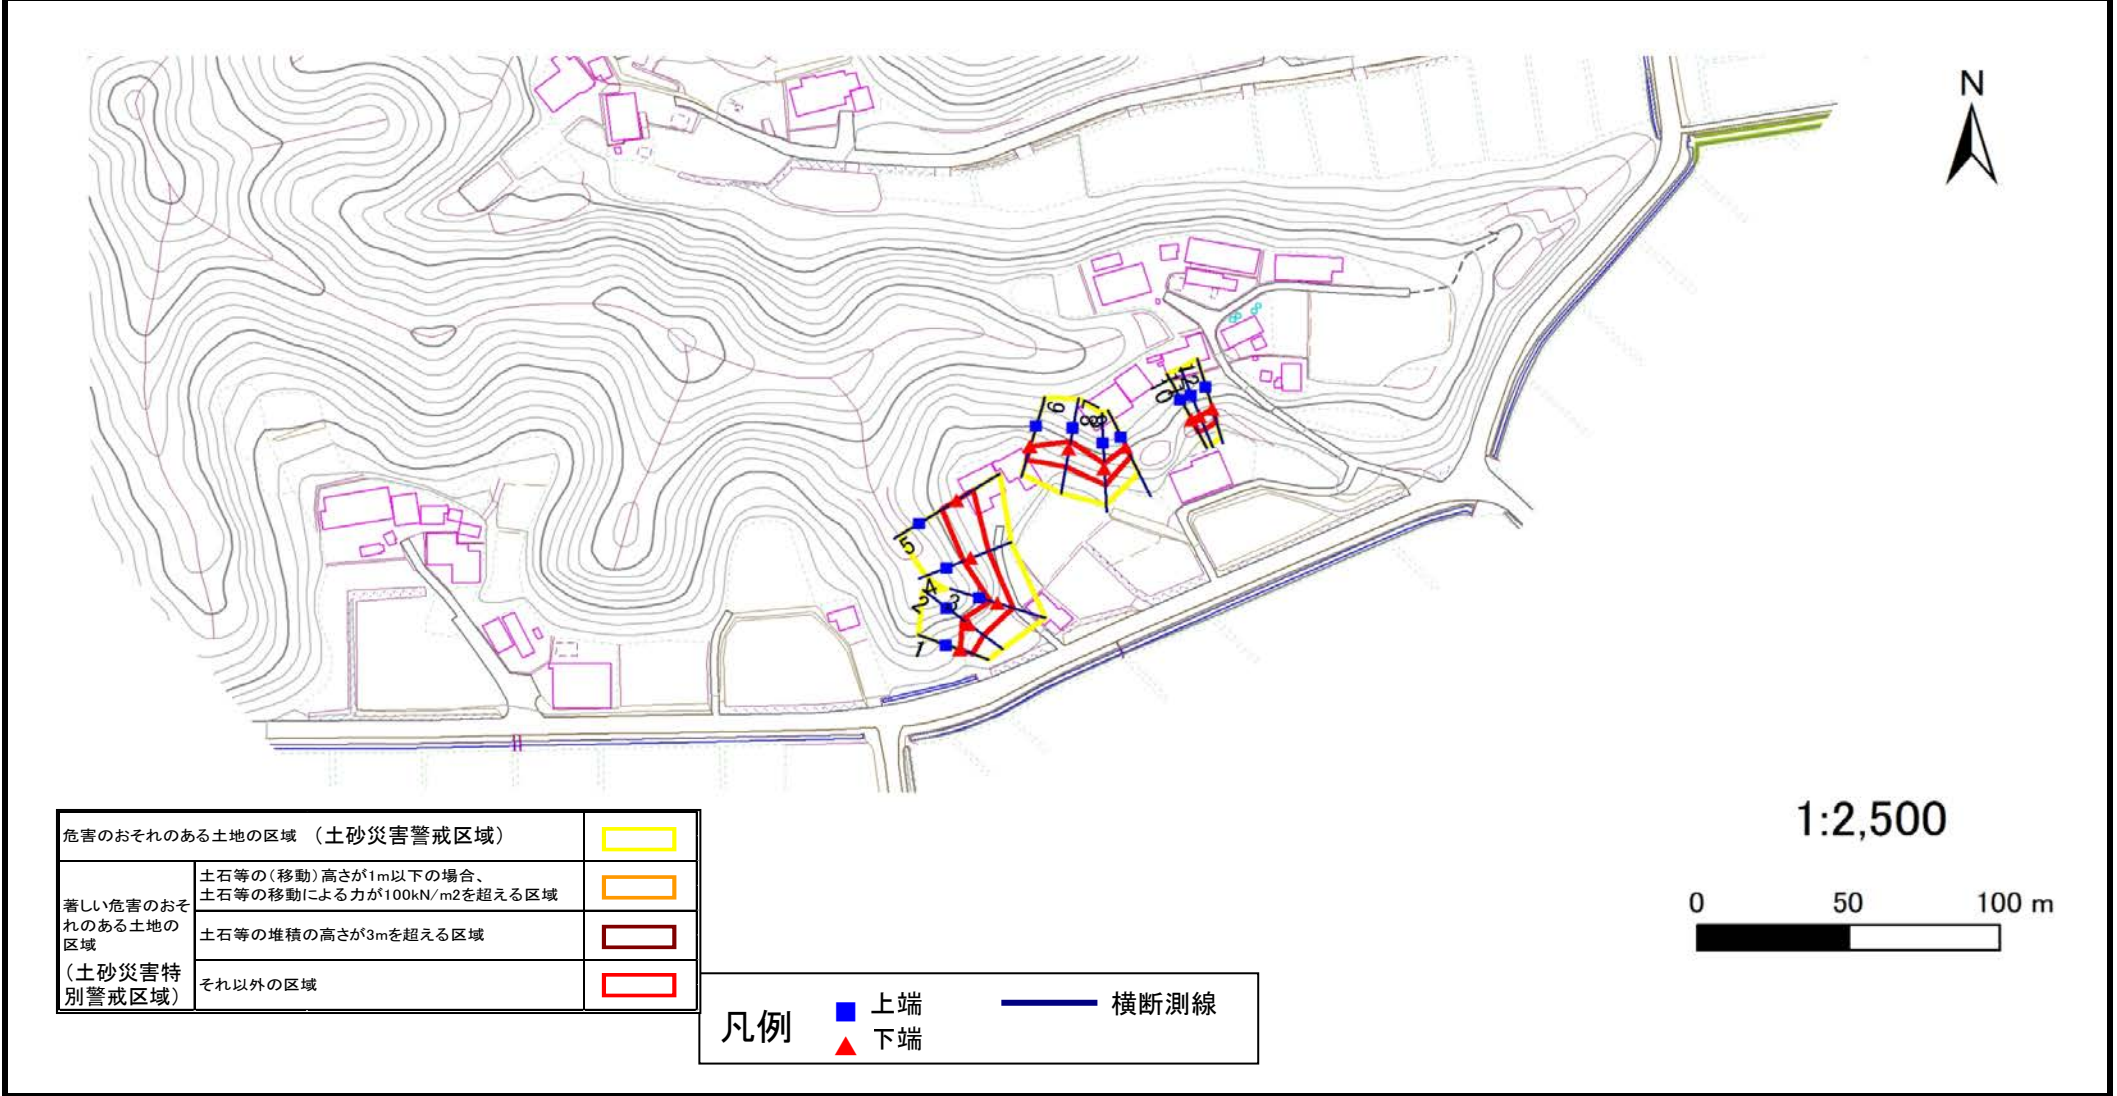 N
6
7
8
5
4
2
3
1
1:2,500
0 50 100 m
危害のおそれのある土地の区域 (土砂災害警戒区域)
著しい危害のおそ
れのある土地の
区域
(土砂災害特
別警戒区域)
土石等の(移動)高さが1m以下の場合、
土石等の移動による力が100kN/m2を超える区域
土石等の堆積の高さが3mを超える区域
それ以外の区域
凡例
上端
下端
横断測線